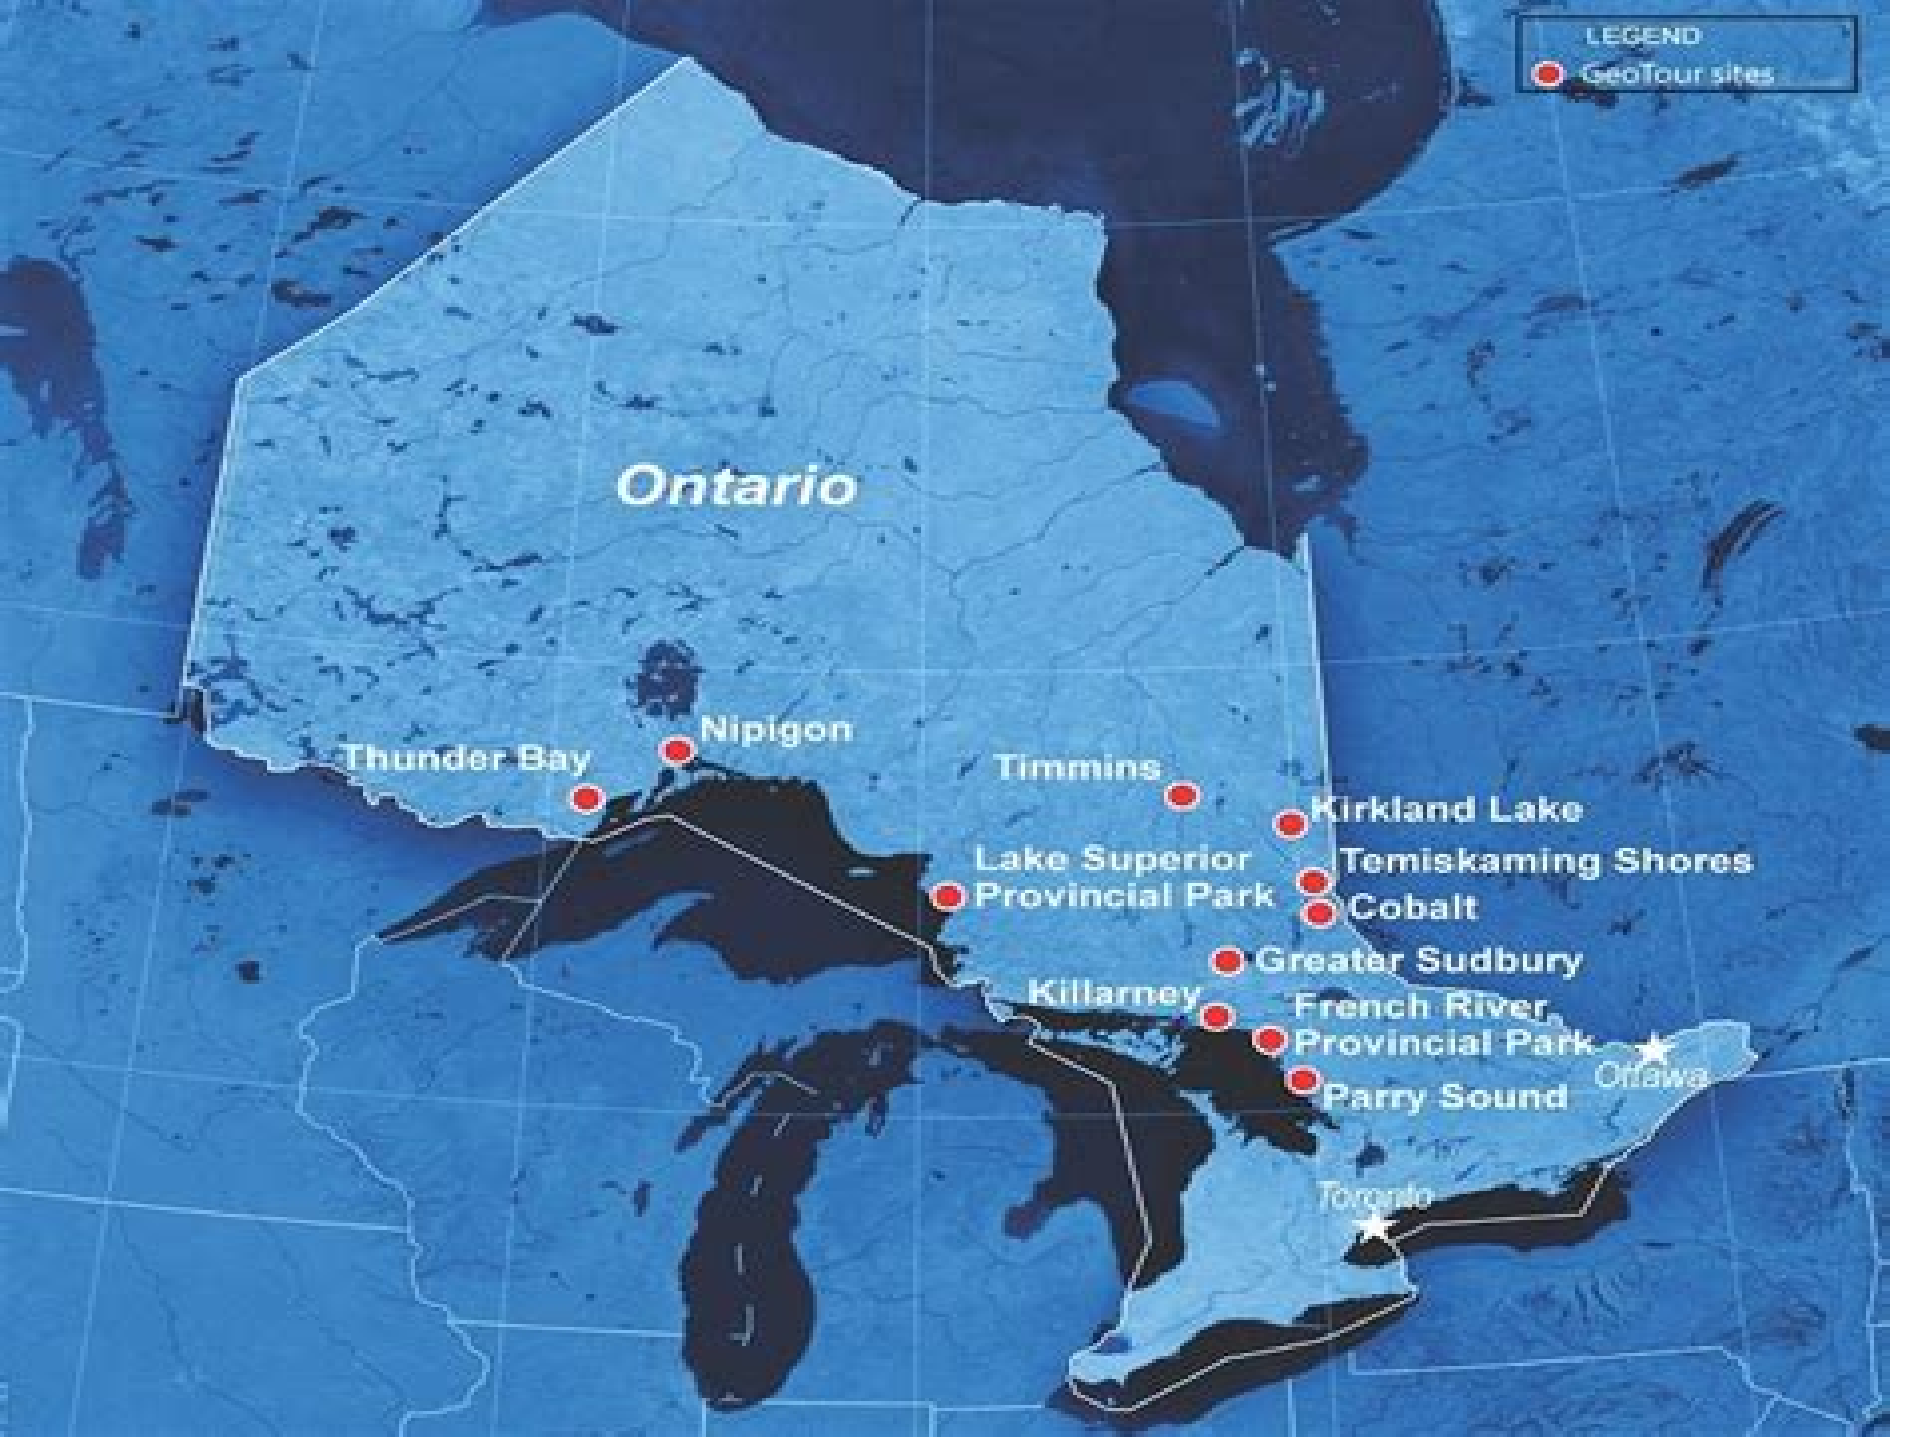 LEGEND
GeoTour sites
Ontario
Nipigon
Thunder Bay
Timmins
Kirkland Lake
Lake Superior
Provincial Park
Temiskaming Shores
Cobalt
Greater Sudbury
Killarney
French River
Provincial Park
Ottawa
Parry Sound
Toronto